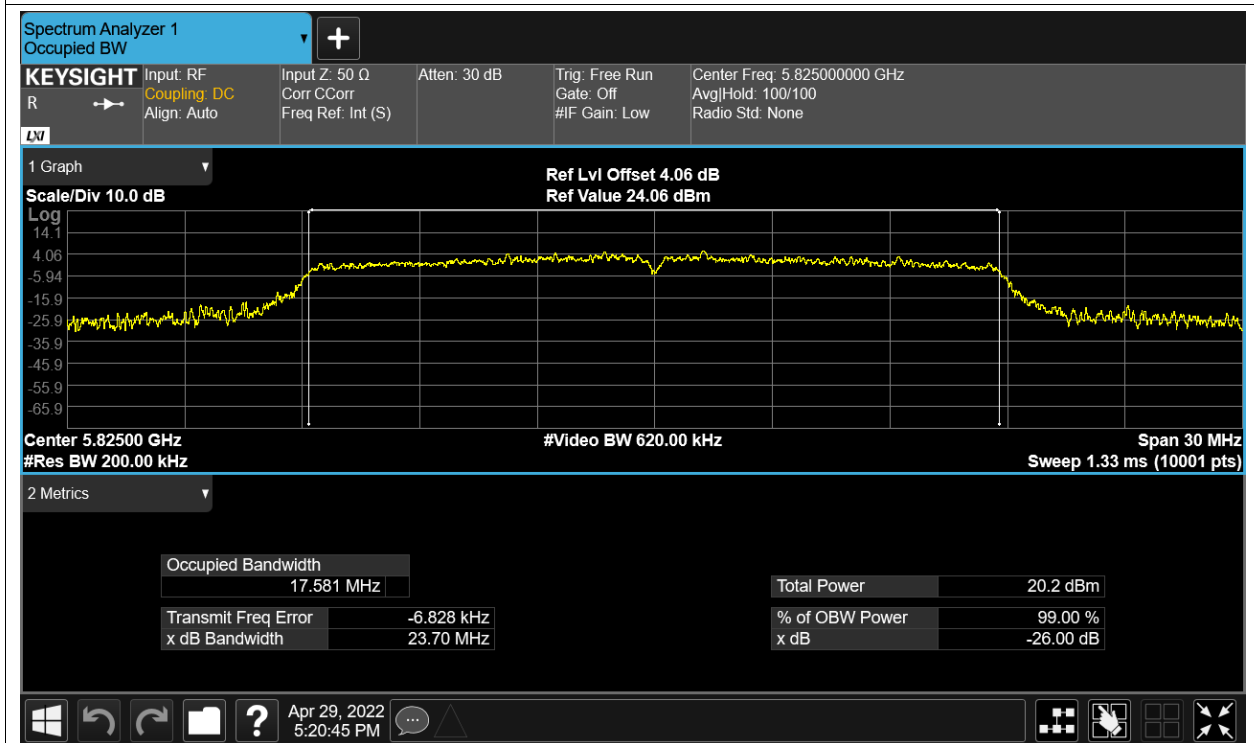 Spectrum Analyzer 1
Occupied BW
KEYSIGHT
R
LXI
Input: RF
Coupling: DC
Align: Auto
Input Z: 50 Ω
Corr CCorr
Freq Ref: Int (S)
Atten: 30 dB
Trig: Free Run
Gate: Off
#IF Gain: Low
Center Freq: 5.825000000 GHz
Avg|Hold: 100/100
Radio Std: None
1 Graph
Scale/Div 10.0 dB
Ref Lvl Offset 4.06 dB
Ref Value 24.06 dBm
Log
14.1
4.06
-5.94
-15.9
-25.9
-35.9
-45.9
-55.9
-65.9
Center 5.82500 GHz
#Res BW 200.00 kHz
#Video BW 620.00 kHz
Span 30 MHz
Sweep 1.33 ms (10001 pts)
2 Metrics
Occupied Bandwidth
17.581 MHz
Transmit Freq Error -6.828 kHz
x dB Bandwidth 23.70 MHz
Total Power 20.2 dBm
% of OBW Power 99.00 %
x dB -26.00 dB
?
Apr 29, 2022
5:20:45 PM